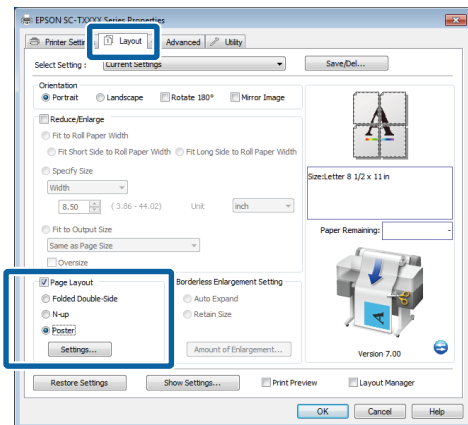 EPSON SC-TXXXX Series Properties
Printer Settings Layout Advanced Utility
Select Setting : Current Settings Save/Del...
Orientation
Portrait Landscape Rotate 180° Mirror Image
Reduce/Enlarge
Fit to Roll Paper Width
Fit Short Side to Roll Paper Width Fit Long Side to Roll Paper Width
Specify Size
Width
8.50 ( 3.86 - 44.02) Unit inch
Fit to Output Size
Same as Page Size
Oversize
A
Size:Letter 8 1/2 x 11 in
Paper Remaining: -
Page Layout
Folded Double-Side
N-up
Poster
Settings...
Borderless Enlargement Setting
Auto Expand
Retain Size
Amount of Enlargement...
A
Version 7.00
Restore Settings Show Settings... Print Preview Layout Manager
OK Cancel Help